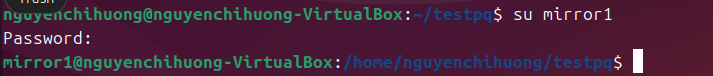 nguyenchihuong@nguyenchihuong-VirtualBox:~/testpq$ su mirror1
Password:
mirror1@nguyenchihuong-VirtualBox:/home/nguyenchihuong/testpq$